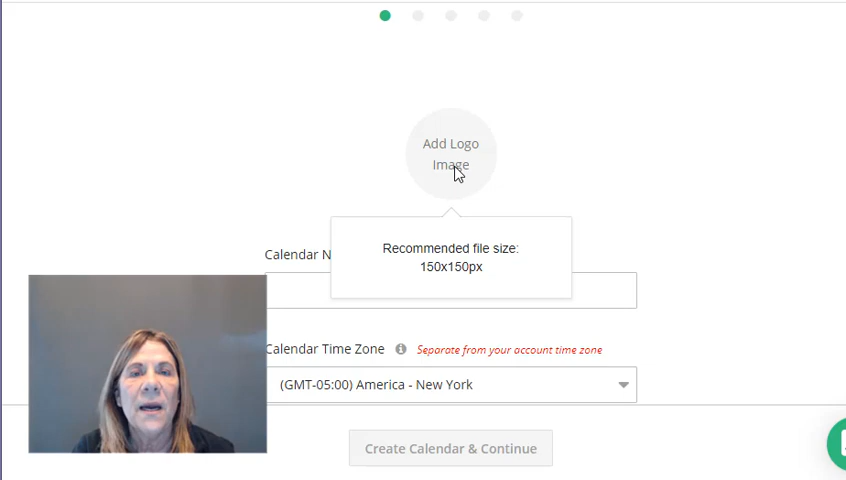 Add Logo
Image
Recommended file size:
150x150px
Calendar N
Calendar Time Zone
Separate from your account time zone
(GMT-05:00) America - New York
Create Calendar & Continue